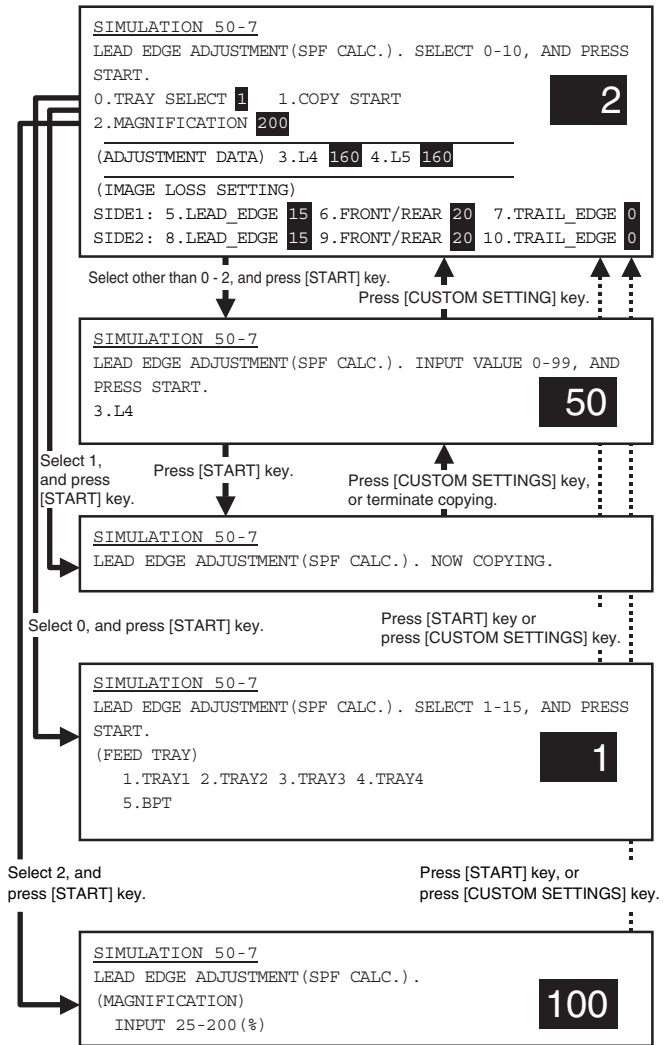 SIMULATION 50-7
LEAD EDGE ADJUSTMENT(SPF CALC.). SELECT 0-10, AND PRESS
START.
0.TRAY SELECT 1 1.COPY START
2
2.MAGNIFICATION 200
(ADJUSTMENT DATA) 3.L4 160 4.L5 160
(IMAGE LOSS SETTING)
SIDE1: 5.LEAD_EDGE 15 6.FRONT/REAR 20 7.TRAIL_EDGE 0
SIDE2: 8.LEAD_EDGE 15 9.FRONT/REAR 20 10.TRAIL_EDGE 0
Select other than 0 - 2, and press [START] key.
Press [CUSTOM SETTING] key.
SIMULATION 50-7
LEAD EDGE ADJUSTMENT(SPF CALC.). INPUT VALUE 0-99, AND
PRESS START.
3.L4
50
Select 1,
and press
[START] key.
Press [START] key.
Press [CUSTOM SETTINGS] key,
or terminate copying.
SIMULATION 50-7
LEAD EDGE ADJUSTMENT(SPF CALC.). NOW COPYING.
Select 0, and press [START] key.
Press [START] key or
press [CUSTOM SETTINGS] key.
SIMULATION 50-7
LEAD EDGE ADJUSTMENT(SPF CALC.). SELECT 1-15, AND PRESS
START.
(FEED TRAY)
1
1.TRAY1 2.TRAY2 3.TRAY3 4.TRAY4
5.BPT
Select 2, and
press [START] key.
Press [START] key, or
press [CUSTOM SETTINGS] key.
SIMULATION 50-7
LEAD EDGE ADJUSTMENT(SPF CALC.).
(MAGNIFICATION)
100
INPUT 25-200(%)